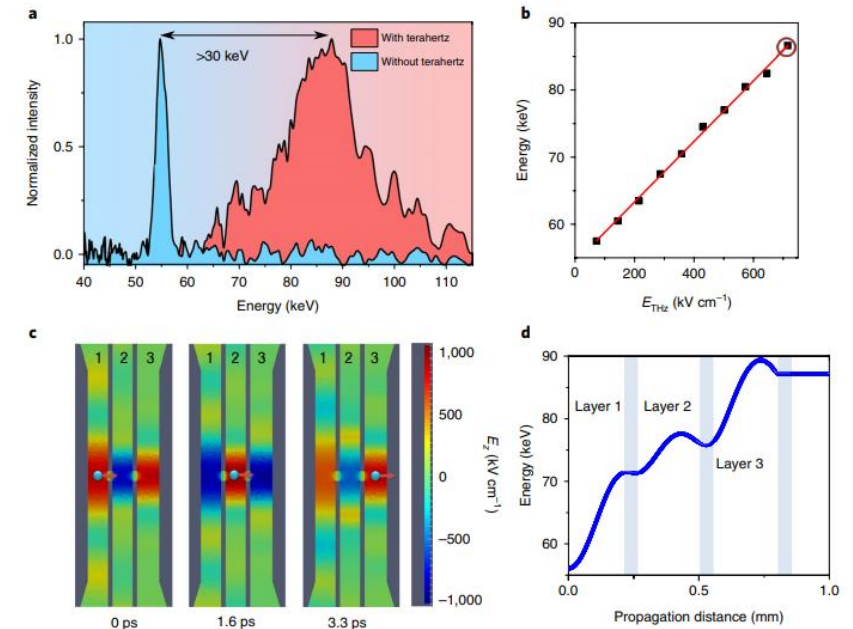 a
1.0
0.5
0.0
Normalized intensity
>30 keV
With terahertz
Without terahertz
40 50 60 70 80 90 100 110
Energy (keV)
b
90
80
70
60
Energy (keV)
0 200 400 600
E_THz (kV cm⁻¹)
c
1 2 3
1 2 3
1 2 3
1,000
500
0
−500
−1,000
E_z (kV cm⁻¹)
0 ps 1.6 ps 3.3 ps
d
90
80
70
60
Energy (keV)
Layer 1 Layer 2
Layer 3
0.0 0.5 1.0
Propagation distance (mm)